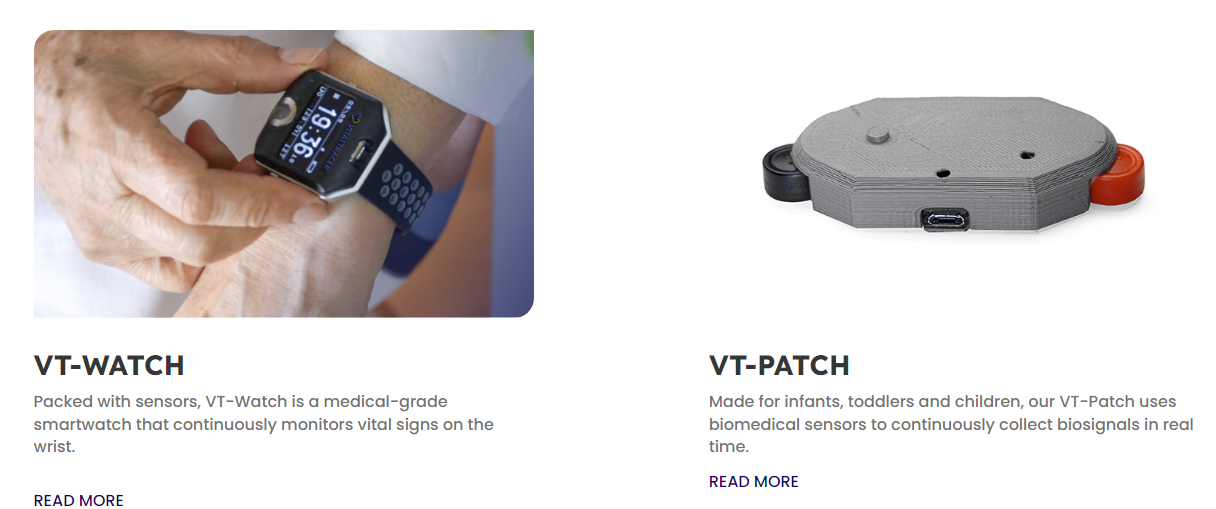 19:36
VITALTRACER
VT-WATCH
Packed with sensors, VT-Watch is a medical-grade
smartwatch that continuously monitors vital signs on the
wrist.
READ MORE
VT-PATCH
Made for infants, toddlers and children, our VT-Patch uses
biomedical sensors to continuously collect biosignals in real
time.
READ MORE